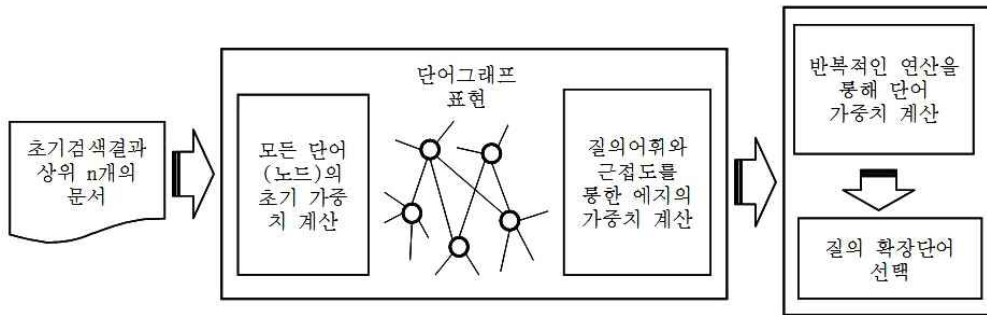 초기검색결과
상위 n개의
문서
단어그래프
표현
모든 단어
(노드)의
초기 가중
치 계산
질의어휘와
근접도를
통한 에지의
가중치 계산
반복적인 연산을
통해 단어
가중치 계산
질의 확장단어
선택